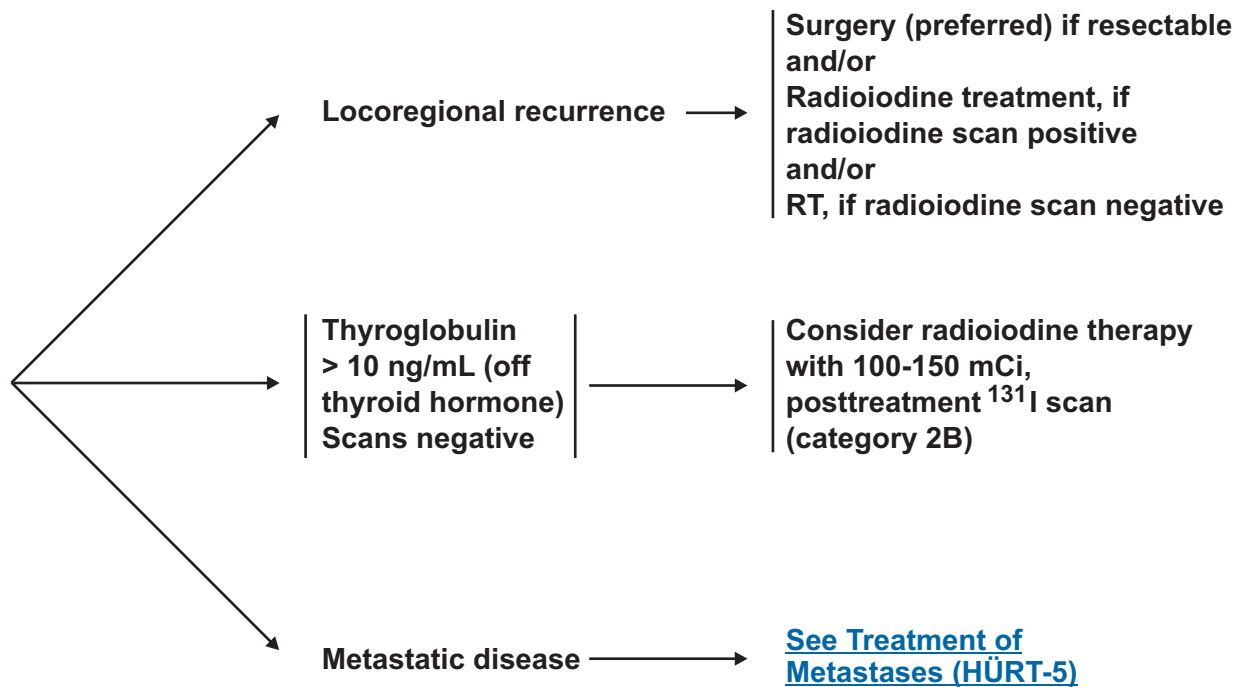 Locoregional recurrence
Surgery (preferred) if resectable
and/or
Radioiodine treatment, if
radioiodine scan positive
and/or
RT, if radioiodine scan negative
Thyroglobulin
> 10 ng/mL (off
thyroid hormone)
Scans negative
Consider radioiodine therapy
with 100-150 mCi,
posttreatment ¹³¹I scan
(category 2B)
Metastatic disease
See Treatment of
Metastases (HÜRT-5)